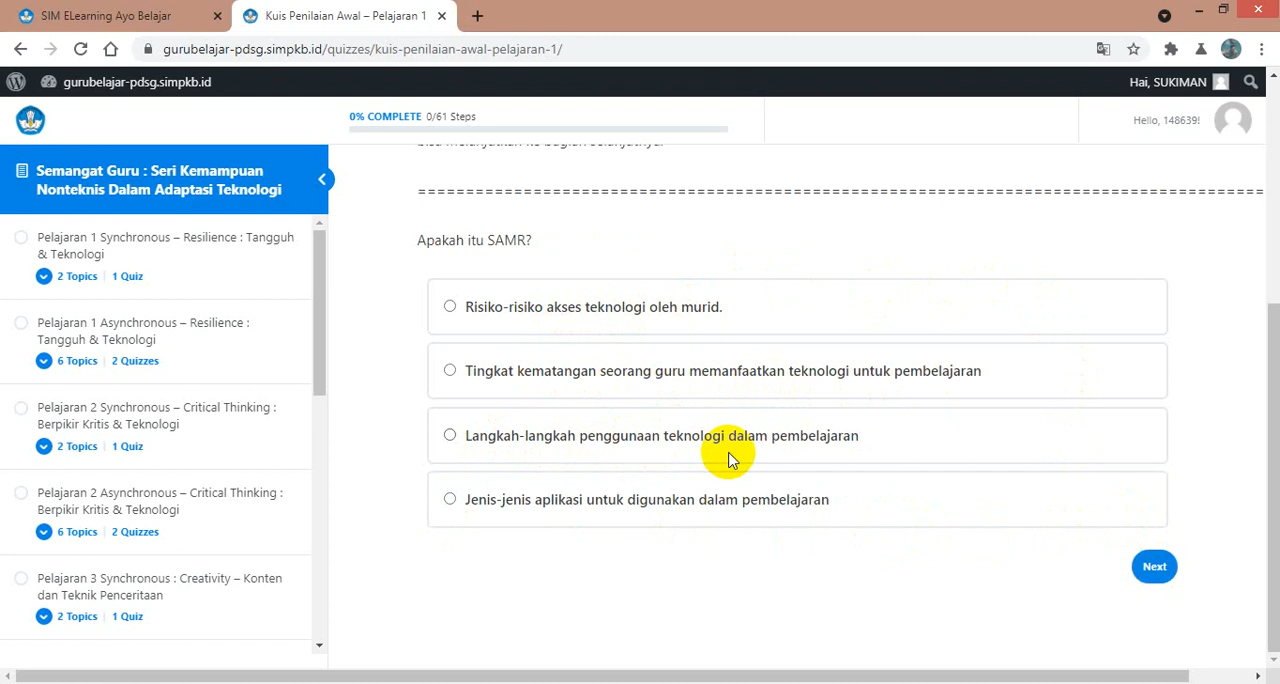 SIM ELearning Ayo Belajar
Kuis Penilaian Awal – Pelajaran 1
gurubelajar-pdsg.simpkb.id/quizzes/kuis-penilaian-awal-pelajaran-1/
gurubelajar-pdsg.simpkb.id
Hai, SUKIMAN
0% COMPLETE 0/61 Steps
Hello, 148639!
Semangat Guru : Seri Kemampuan
Nonteknis Dalam Adaptasi Teknologi
Pelajaran 1 Synchronous – Resilience : Tangguh
& Teknologi
2 Topics | 1 Quiz
Pelajaran 1 Asynchronous – Resilience :
Tangguh & Teknologi
6 Topics | 2 Quizzes
Pelajaran 2 Synchronous – Critical Thinking :
Berpikir Kritis & Teknologi
2 Topics | 1 Quiz
Pelajaran 2 Asynchronous – Critical Thinking :
Berpikir Kritis & Teknologi
6 Topics | 2 Quizzes
Pelajaran 3 Synchronous : Creativity – Konten
dan Teknik Penceritaan
2 Topics | 1 Quiz
bisa melanjutkan ke bagian selanjutnya.
Apakah itu SAMR?
Risiko-risiko akses teknologi oleh murid.
Tingkat kematangan seorang guru memanfaatkan teknologi untuk pembelajaran
Langkah-langkah penggunaan teknologi dalam pembelajaran
Jenis-jenis aplikasi untuk digunakan dalam pembelajaran
Next